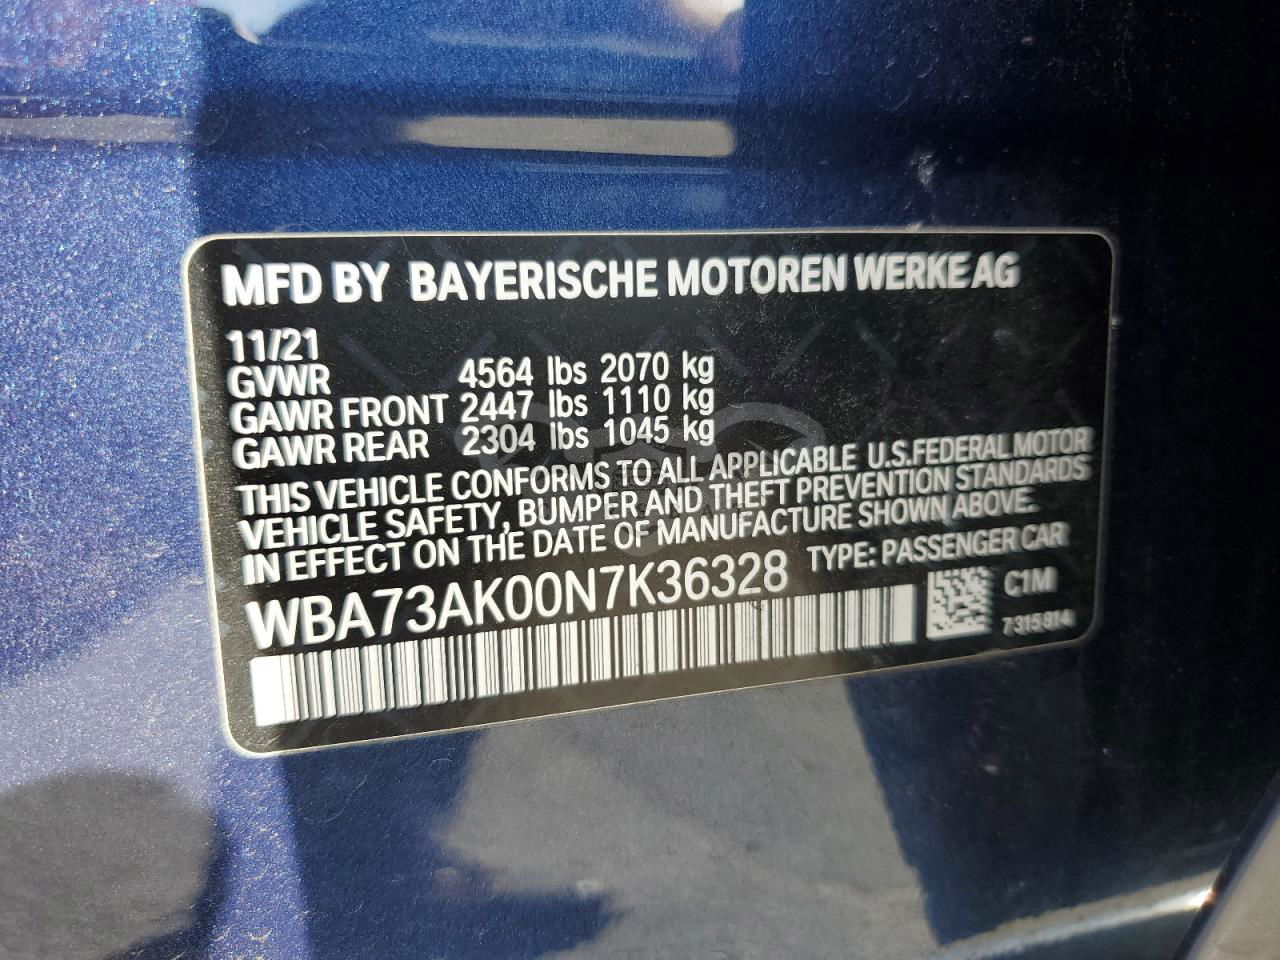 MFD BY BAYERISCHE MOTOREN WERKE AG
11/21
GVWR 4564 lbs 2070 kg
GAWR FRONT 2447 lbs 1110 kg
GAWR REAR 2304 lbs 1045 kg
THIS VEHICLE CONFORMS TO ALL APPLICABLE U.S.FEDERAL MOTOR
VEHICLE SAFETY, BUMPER AND THEFT PREVENTION STANDARDS
IN EFFECT ON THE DATE OF MANUFACTURE SHOWN ABOVE.
WBA73AK00N7K36328 TYPE: PASSENGER CAR
C1M
7315814